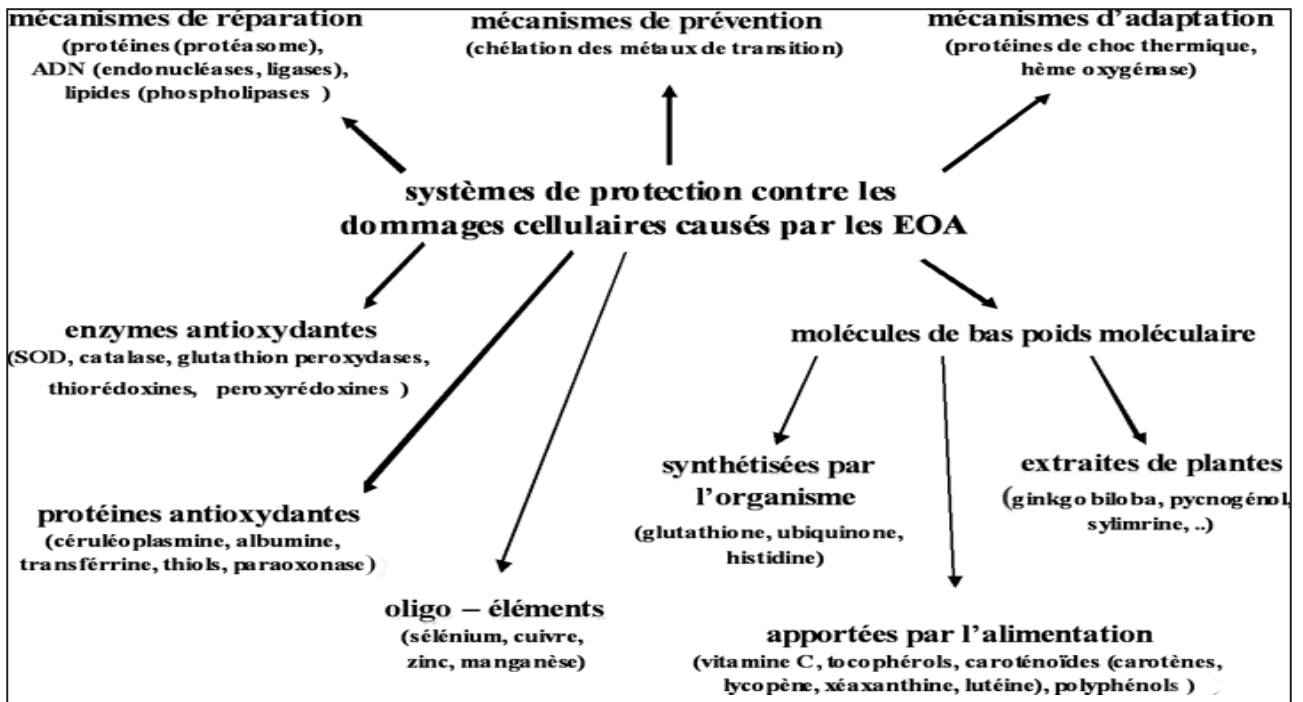 mécanismes de réparation
(protéines (protéasome),
ADN (endonucléases, ligases),
lipides (phospholipases )
mécanismes de prévention
(chélation des métaux de transition)
mécanismes d'adaptation
(protéines de choc thermique,
hème oxygénase)
systèmes de protection contre les
dommages cellulaires causés par les EOA
enzymes antioxydantes
(SOD, catalase, glutathion peroxydases,
thiorédoxines, peroxyrédoxines )
molécules de bas poids moléculaire
protéines antioxydantes
(céruléoplasmine, albumine,
transférrine, thiols, paraoxonase)
oligo – éléments
(sélénium, cuivre,
zinc, manganèse)
synthétisées par
l'organisme
(glutathione, ubiquinone,
histidine)
extraites de plantes
(ginkgo biloba, pycnogénol,
sylimrine, ..)
apportées par l'alimentation
(vitamine C, tocophérols, caroténoïdes (carotènes,
lycopène, xéaxanthine, lutéine), polyphénols )